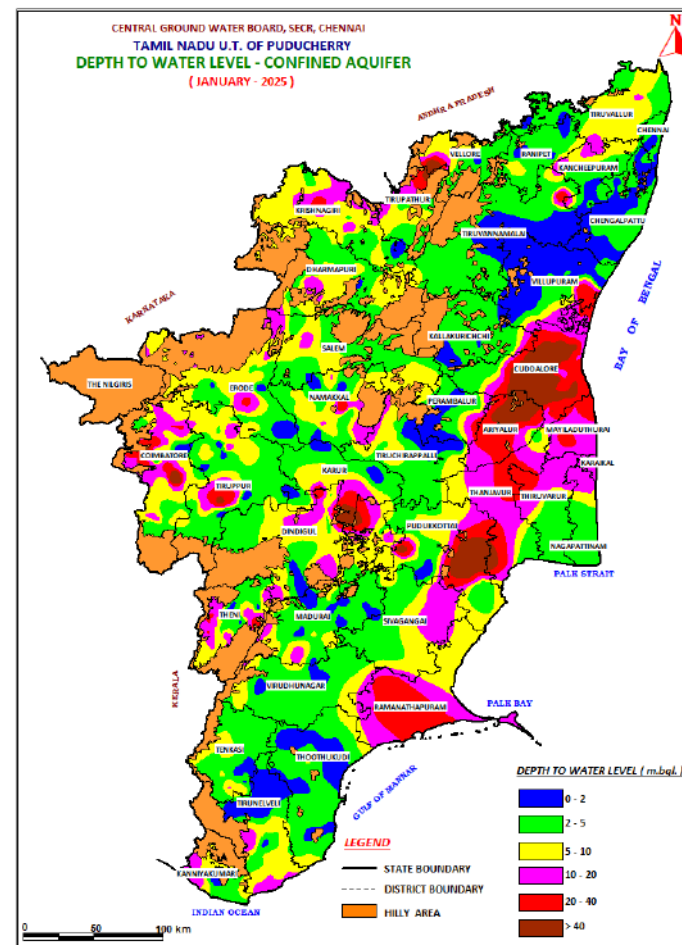 CENTRAL GROUND WATER BOARD, SECR, CHENNAI
TAMIL NADU U.T. OF PUDUCHERRY
DEPTH TO WATER LEVEL - CONFINED AQUIFER
( JANUARY - 2025 )
N
ANDHRA PRADESH
TIRUVALLUR
CHENNAI
VELLORE
RANIPET
KANCHEEPURAM
TIRUPATHUR
KRISHNAGIRI
CHENGALPATTU
TIRUVANNAMALAI
DHARMAPURI
VILLUPURAM
KARNATAKA
BAY OF BENGAL
KALLAKURICHCHI
SALEM
CUDDALORE
THE NILGIRIS
ERODE
NAMAKKAL
PERAMBALUR
ARIYALUR
MAYILADUTHURAI
COIMBATORE
TIRUCHIRAPPALLI
KARAIKAL
KARUR
TIRUPPUR
THANJAVUR
THIRUVARUR
PUDUKKOTTAI
DINDIGUL
NAGAPATTINAM
PALK STRAIT
THENI
MADURAI
SIVAGANGAI
KERALA
VIRUDHUNAGAR
RAMANATHAPURAM
PALK BAY
TENKASI
THOOTHUKUDI
GULF OF MANNAR
TIRUNELVELI
KANNIYAKUMARI
INDIAN OCEAN
DEPTH TO WATER LEVEL ( m.bgl. )
0 - 2
2 - 5
5 - 10
10 - 20
20 - 40
> 40
LEGEND
STATE BOUNDARY
DISTRICT BOUNDARY
HILLY AREA
0 50 100 km